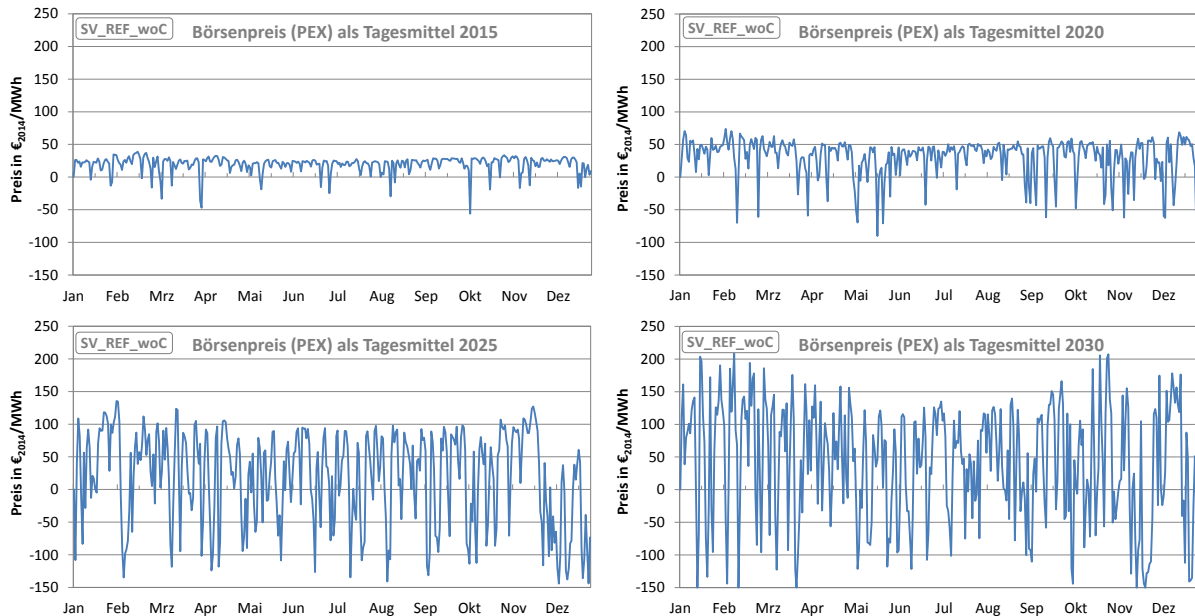 SV_REF_woC
Börsenpreis (PEX) als Tagesmittel 2015
Preis in €2014/MWh
250
200
150
100
50
0
-50
-100
-150
Jan Feb Mrz Apr Mai Jun Jul Aug Sep Okt Nov Dez
SV_REF_woC
Börsenpreis (PEX) als Tagesmittel 2020
Preis in €2014/MWh
250
200
150
100
50
0
-50
-100
-150
Jan Feb Mrz Apr Mai Jun Jul Aug Sep Okt Nov Dez
SV_REF_woC
Börsenpreis (PEX) als Tagesmittel 2025
Preis in €2014/MWh
250
200
150
100
50
0
-50
-100
-150
Jan Feb Mrz Apr Mai Jun Jul Aug Sep Okt Nov Dez
SV_REF_woC
Börsenpreis (PEX) als Tagesmittel 2030
Preis in €2014/MWh
250
200
150
100
50
0
-50
-100
-150
Jan Feb Mrz Apr Mai Jun Jul Aug Sep Okt Nov Dez